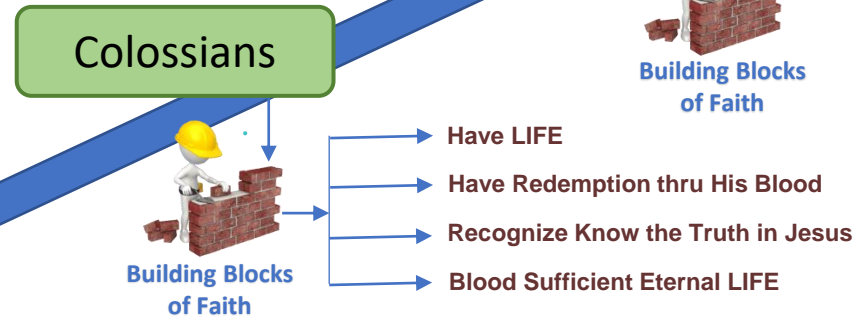 Colossians
Building Blocks
of Faith
Have LIFE
Have Redemption thru His Blood
Recognize Know the Truth in Jesus
Blood Sufficient Eternal LIFE
Building Blocks
of Faith